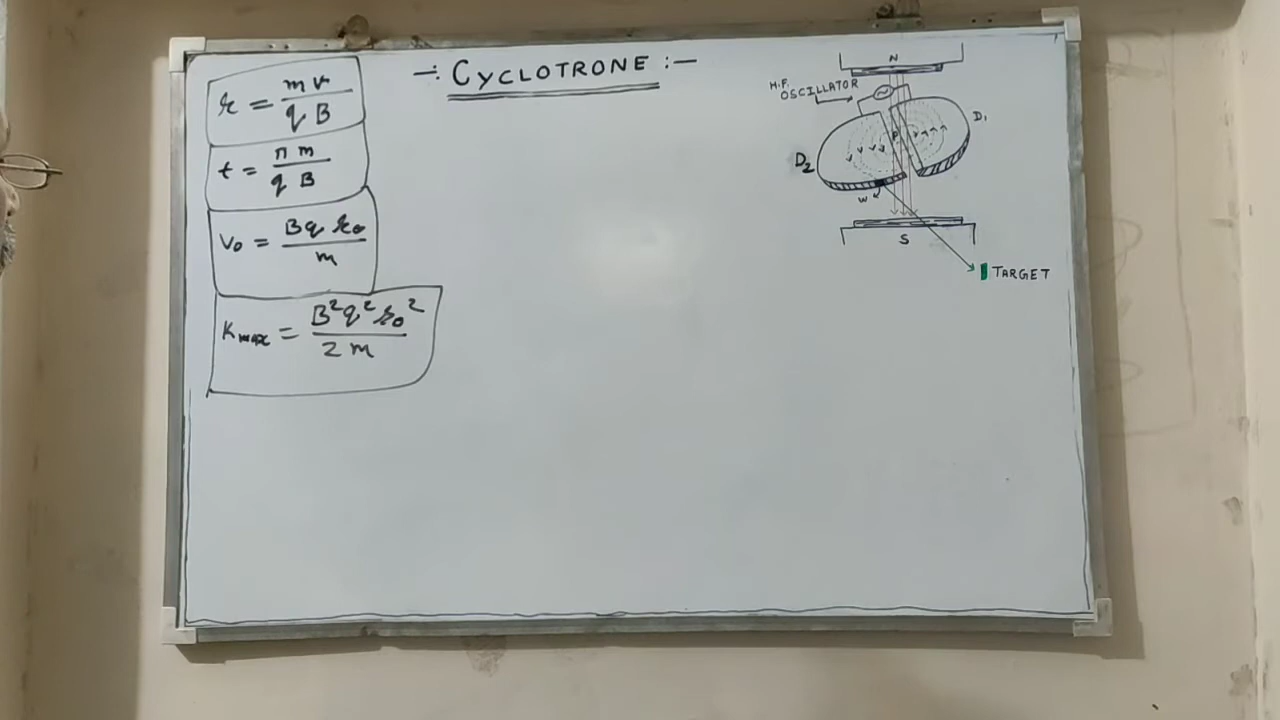 -: CYCLOTRONE :-
r = mv / qB
t = πm / qB
v₀ = Bqr₀ / m
Kmax = B²q²r₀² / 2m
N
H.F.
OSCILLATOR
D₁
P
D₂
W
S
TARGET